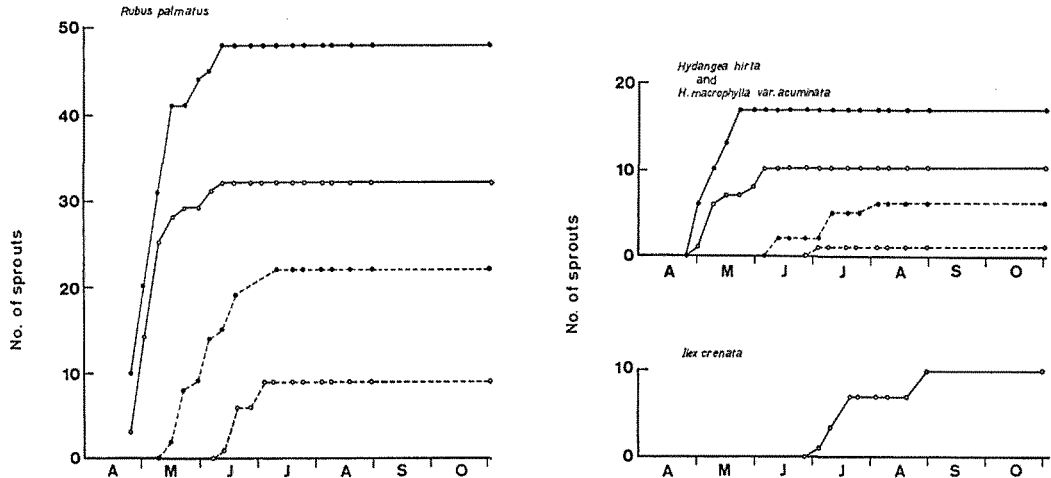 Rubus palmatus
50
40
30
20
10
0
No. of sprouts
A M J J A S O
Hydangea hirta
and
H. macrophylla var. acuminata
20
10
0
No. of sprouts
A M J J A S O
Ilex crenata
10
0
A M J J A S O